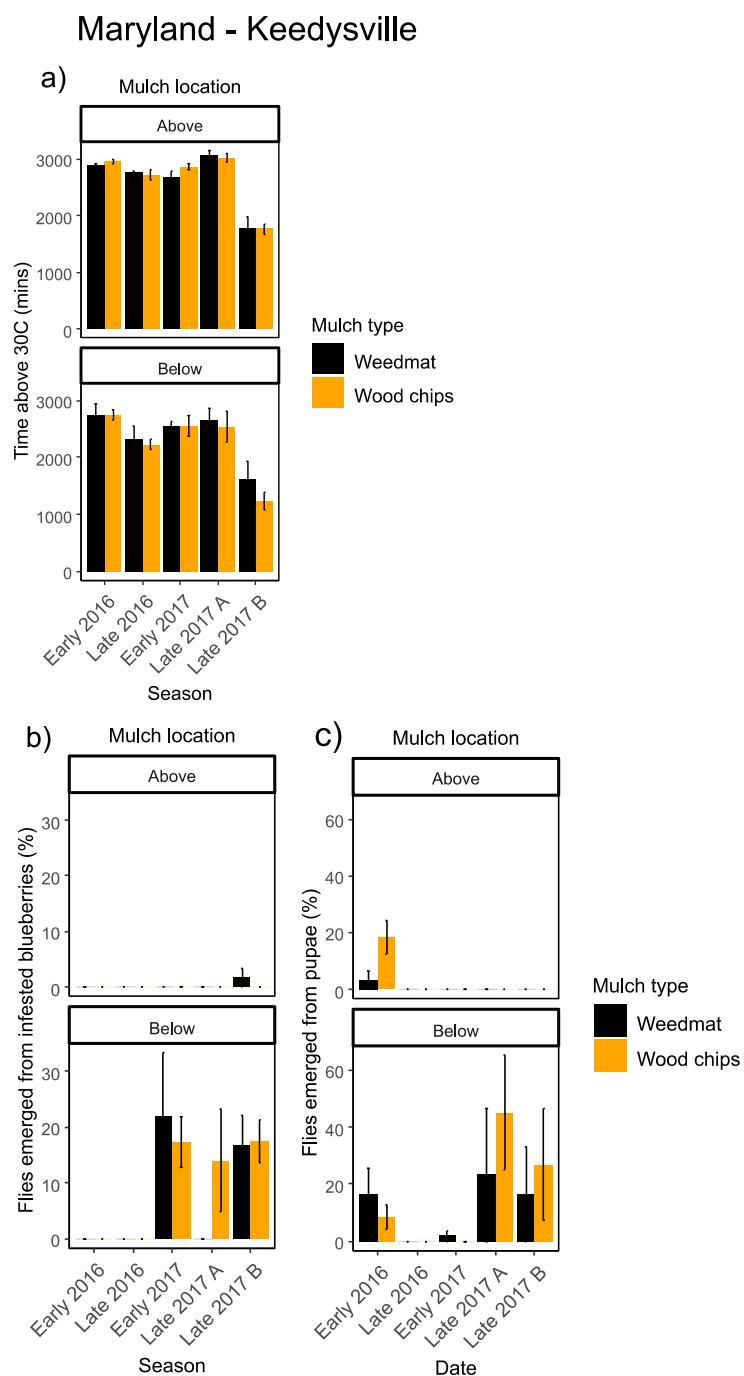 Maryland - Keedysville
a)
Mulch location
Above
3000
2000
1000
0
Below
3000
2000
1000
0
Time above 30C (mins)
Early 2016
Late 2016
Early 2017
Late 2017 A
Late 2017 B
Season
Mulch type
Weedmat
Wood chips
b)
Mulch location
Above
30
20
10
0
Below
30
20
10
0
Flies emerged from infested blueberries (%)
Early 2016
Late 2016
Early 2017
Late 2017 A
Late 2017 B
Season
c)
Mulch location
Above
60
40
20
0
Below
60
40
20
0
Flies emerged from pupae (%)
Early 2016
Late 2016
Early 2017
Late 2017 A
Late 2017 B
Date
Mulch type
Weedmat
Wood chips